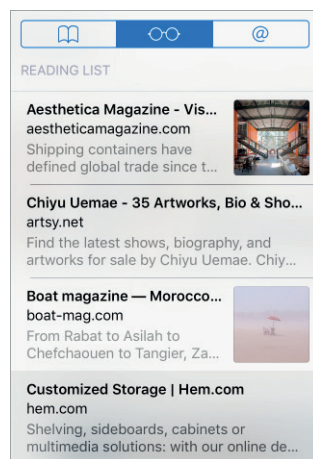 @
READING LIST
Aesthetica Magazine - Vis...
aestheticamagazine.com
Shipping containers have
defined global trade since t...
Chiyu Uemae - 35 Artworks, Bio & Sho...
artsy.net
Find the latest shows, biography, and
artworks for sale by Chiyu Uemae. Chiy...
Boat magazine — Morocco...
boat-mag.com
From Rabat to Asilah to
Chefchaouen to Tangier, Za...
Customized Storage | Hem.com
hem.com
Shelving, sideboards, cabinets or
multimedia solutions: with our online de...